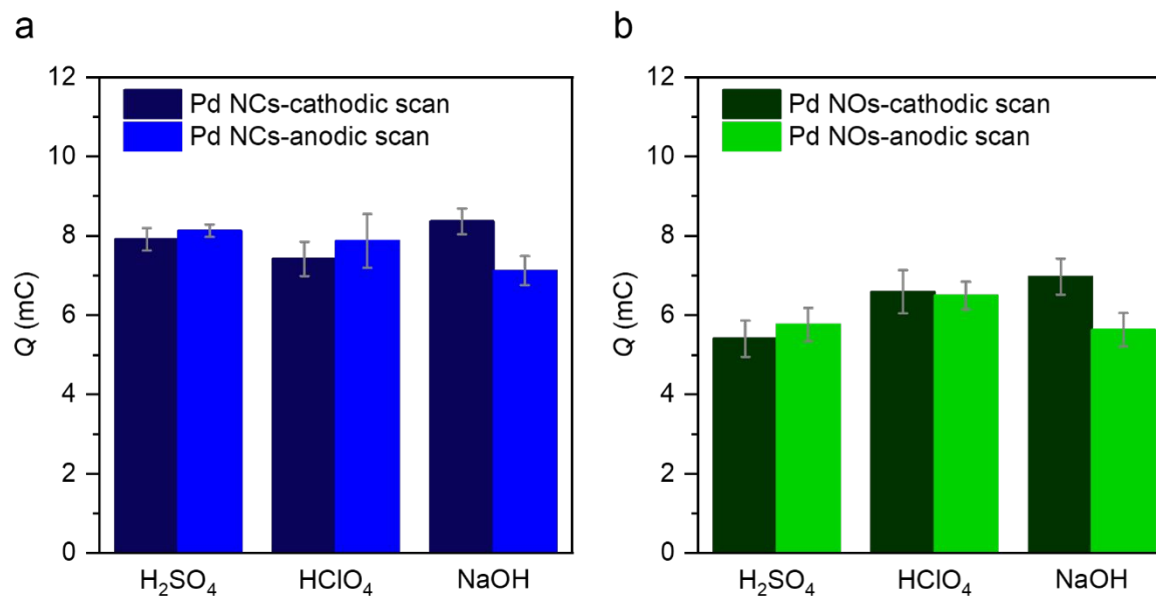 a
12
10
8
6
4
2
0
Q (mC)
Pd NCs-cathodic scan
Pd NCs-anodic scan
H₂SO₄ HClO₄ NaOH
b
12
10
8
6
4
2
0
Q (mC)
Pd NOs-cathodic scan
Pd NOs-anodic scan
H₂SO₄ HClO₄ NaOH